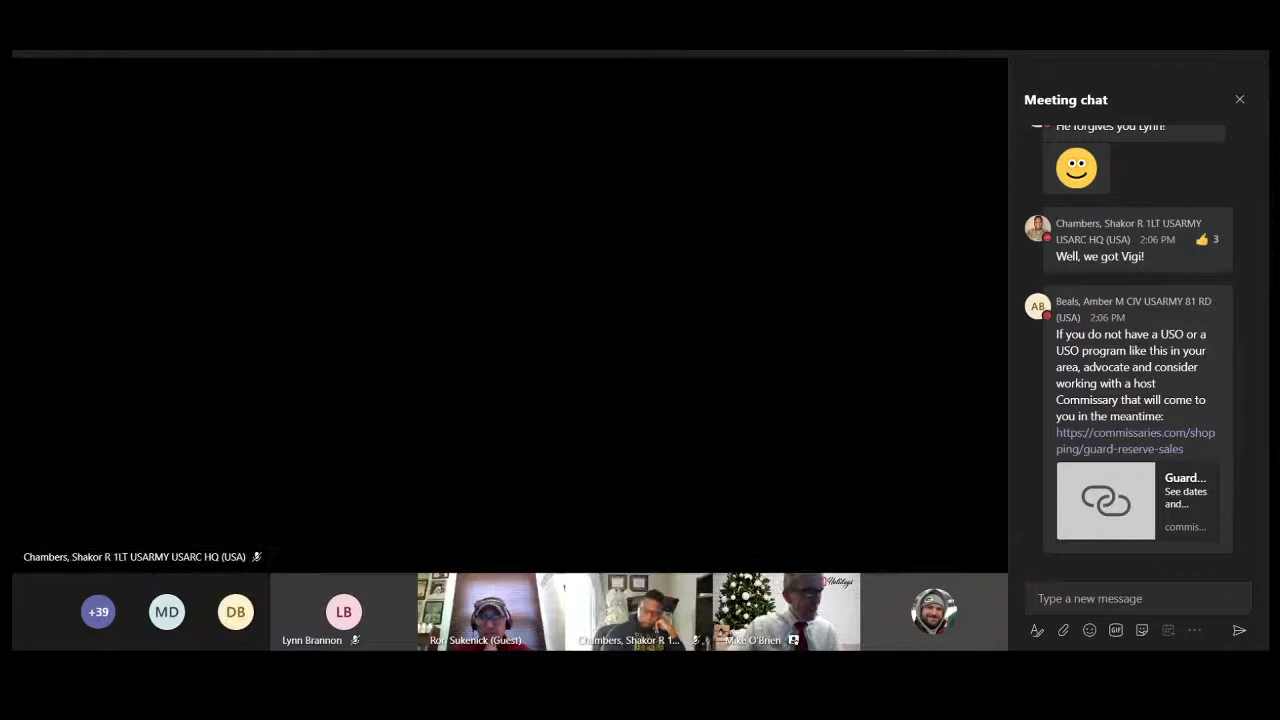 Meeting chat
He forgives you Lynn!
Chambers, Shakor R 1LT USARMY
USARC HQ (USA) 2:06 PM 3
Well, we got Vigi!
AB
Beals, Amber M CIV USARMY 81 RD
(USA) 2:06 PM
If you do not have a USO or a
USO program like this in your
area, advocate and consider
working with a host
Commissary that will come to
you in the meantime:
https://commissaries.com/shop
ping/guard-reserve-sales
Guard...
See dates
and...
commis...
Type a new message
GIF
Chambers, Shakor R 1LT USARMY USARC HQ (USA)
+39
MD
DB
LB
Lynn Brannon
Ron Sukenick (Guest)
Chambers, Shakor R 1...
Mike O'Brien
Holidays